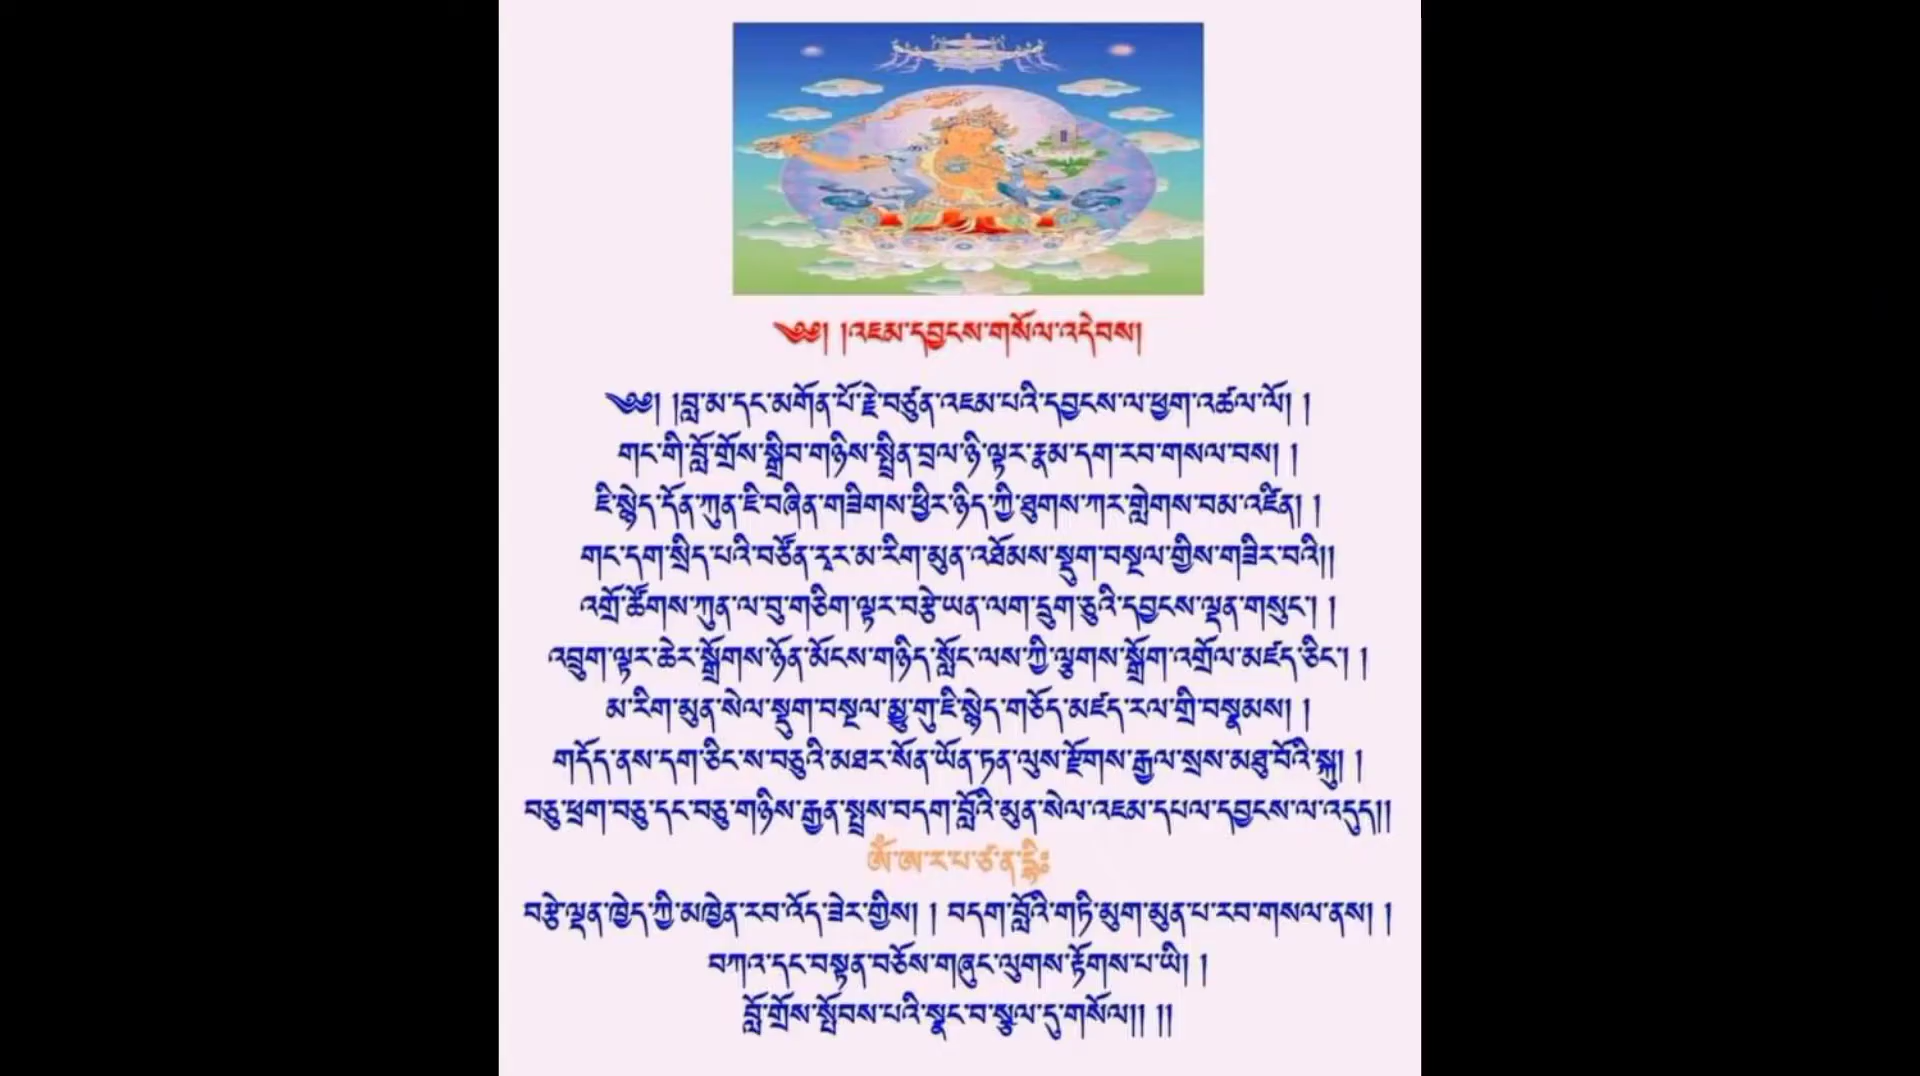 ༄༅། །འཇམ་དབྱངས་གསོལ་འདེབས།
༄༅། །བླ་མ་དང་མགོན་པོ་རྗེ་བཙུན་འཇམ་པའི་དབྱངས་ལ་ཕྱག་འཚལ་ལོ། །
གང་གི་བློ་གྲོས་སྒྲིབ་གཉིས་སྤྲིན་བྲལ་ཉི་ལྟར་རྣམ་དག་རབ་གསལ་བས། །
ཇི་སྙེད་དོན་ཀུན་ཇི་བཞིན་གཟིགས་ཕྱིར་ཉིད་ཀྱི་ཐུགས་ཀར་གླེགས་བམ་འཛིན། །
གང་དག་སྲིད་པའི་བཙོན་རྭར་མ་རིག་མུན་འཐོམས་སྡུག་བསྔལ་གྱིས་གཟིར་བའི།།
འགྲོ་ཚོགས་ཀུན་ལ་བུ་གཅིག་ལྟར་བརྩེ་ཡན་ལག་དྲུག་ཅུའི་དབྱངས་ལྡན་གསུང་། །
འབྲུག་ལྟར་ཆེར་སྒྲོགས་ཉོན་མོངས་གཉིད་སློང་ལས་ཀྱི་ལྕགས་སྒྲོག་འགྲོལ་མཛད་ཅིང་། །
མ་རིག་མུན་སེལ་སྡུག་བསྔལ་མྱུ་གུ་ཇི་སྙེད་གཅོད་མཛད་རལ་གྲི་བསྣམས། །
གདོད་ནས་དག་ཅིང་ས་བཅུའི་མཐར་སོན་ཡོན་ཏན་ལུས་རྫོགས་རྒྱལ་སྲས་མཐུ་བོའི་སྐུ། །
བཅུ་ཕྲག་བཅུ་དང་བཅུ་གཉིས་རྒྱན་སྤྲས་བདག་བློའི་མུན་སེལ་འཇམ་དཔལ་དབྱངས་ལ་འདུད།།
ཨོཾ་ཨ་ར་པ་ཙ་ན་དྷཱིཿ
བརྩེ་ལྡན་ཁྱེད་ཀྱི་མཁྱེན་རབ་འོད་ཟེར་གྱིས། ། བདག་བློའི་གཏི་མུག་མུན་པ་རབ་གསལ་ནས། །
བཀའ་དང་བསྟན་བཅོས་གཞུང་ལུགས་རྟོགས་པ་ཡི། །
བློ་གྲོས་སྤོབས་པའི་སྣང་བ་སྩལ་དུ་གསོལ།། །།